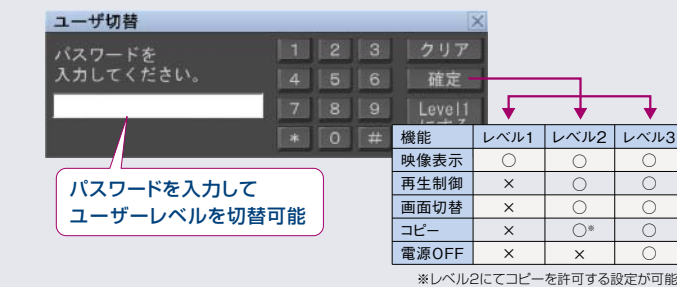 ユーザ切替
パスワードを
入力してください。
1 2 3 クリア
4 5 6 確定
7 8 9 Level1
にする
* 0 #
パスワードを入力して
ユーザーレベルを切替可能
機能 レベル1 レベル2 レベル3
映像表示 ○ ○ ○
再生制御 × ○ ○
画面切替 × ○ ○
コピー × ○※ ○
電源OFF × × ○
※レベル2にてコピーを許可する設定が可能